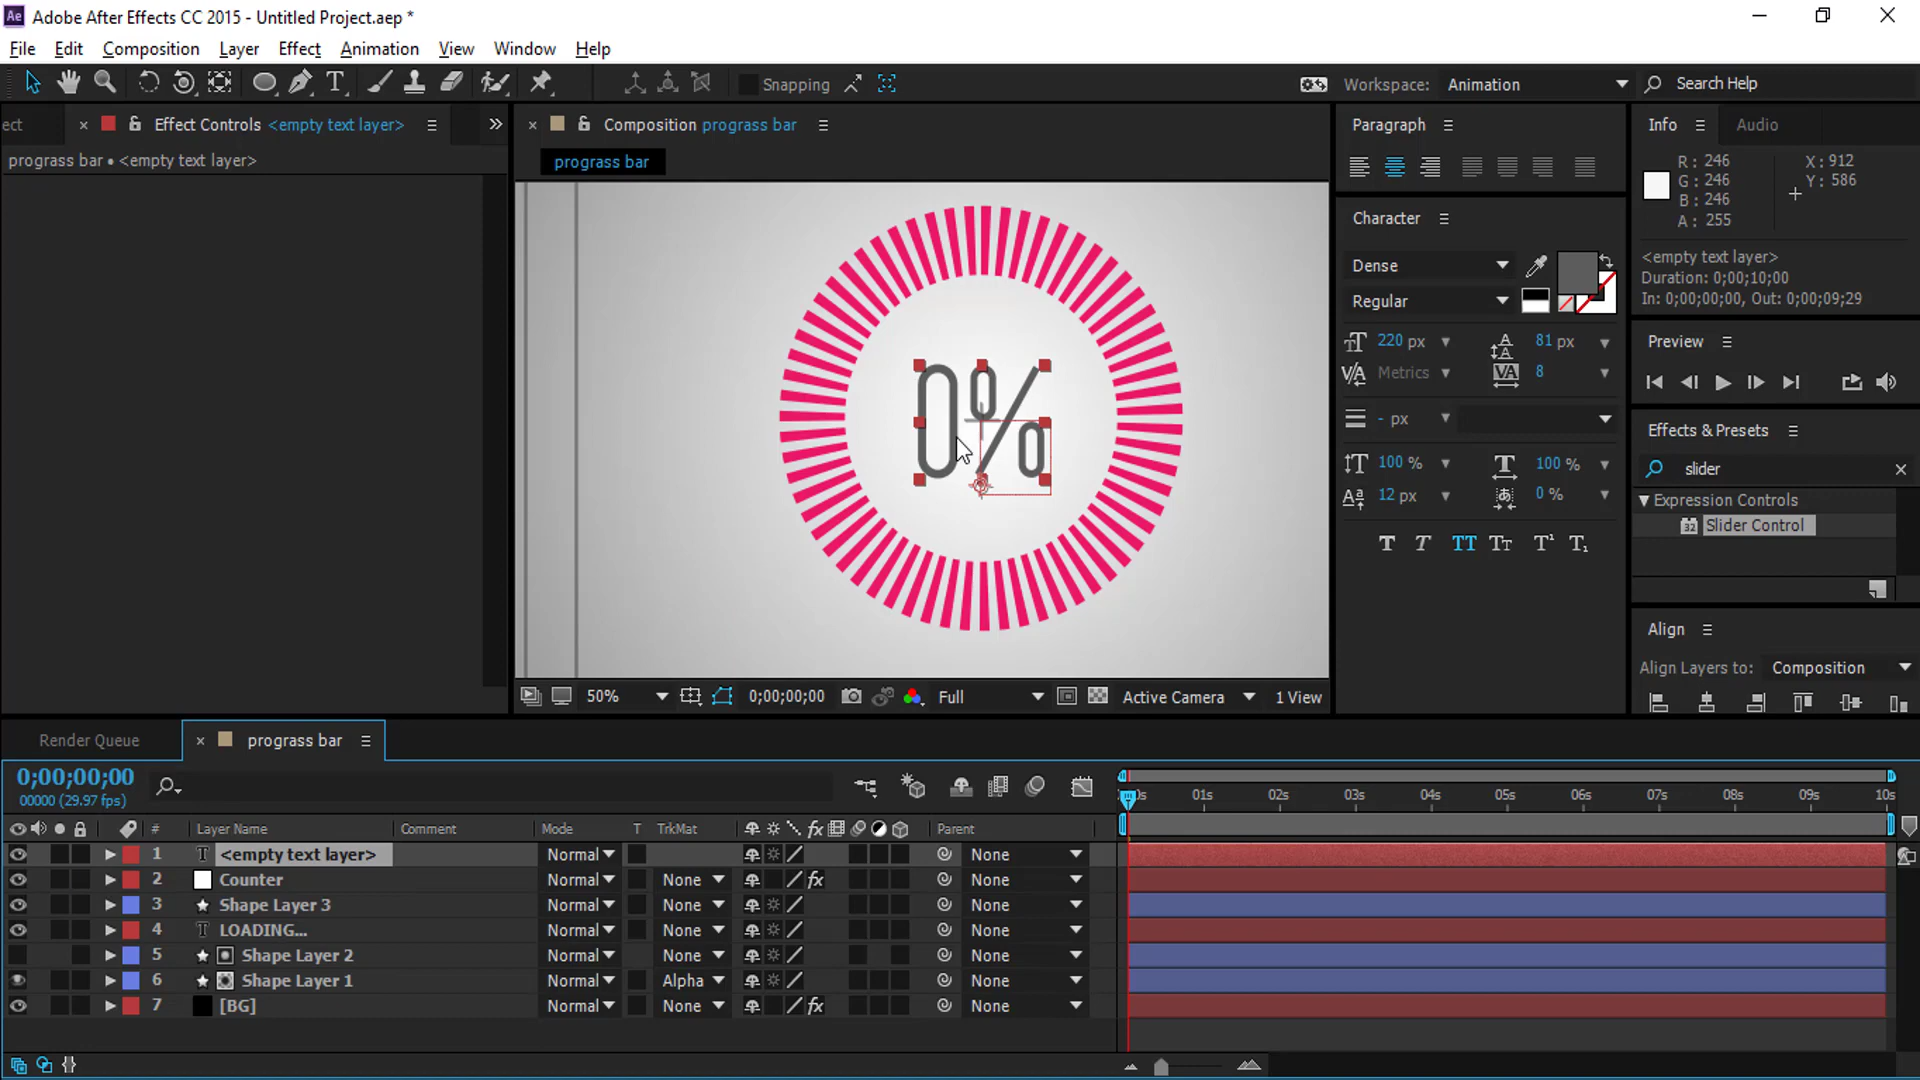 Adobe After Effects CC 2015 - Untitled Project.aep *
File Edit Composition Layer Effect Animation View Window Help
Snapping
Workspace: Animation
Search Help
ect
Effect Controls <empty text layer>
prograss bar • <empty text layer>
Composition prograss bar
prograss bar
0%
50%
0;00;00;00
Full
Active Camera
1 View
Paragraph
Character
Dense
Regular
220 px
81 px
Metrics
8
- px
100 %
100 %
12 px
0 %
Info Audio
R: 246
G: 246
B: 246
A: 255
X: 912
Y: 586
<empty text layer>
Duration: 0;00;10;00
In: 0;00;00;00, Out: 0;00;09;29
Preview
Effects & Presets
slider
Expression Controls
Slider Control
Align
Align Layers to: Composition
Render Queue
prograss bar
0;00;00;00
00000 (29.97 fps)
0s 01s 02s 03s 04s 05s 06s 07s 08s 09s 10s
# Layer Name Comment Mode T TrkMat fx Parent
1 T <empty text layer> Normal None
2 Counter Normal None fx None
3 Shape Layer 3 Normal None None
4 T LOADING... Normal None None
5 Shape Layer 2 Normal None None
6 Shape Layer 1 Normal Alpha None
7 [BG] Normal None fx None